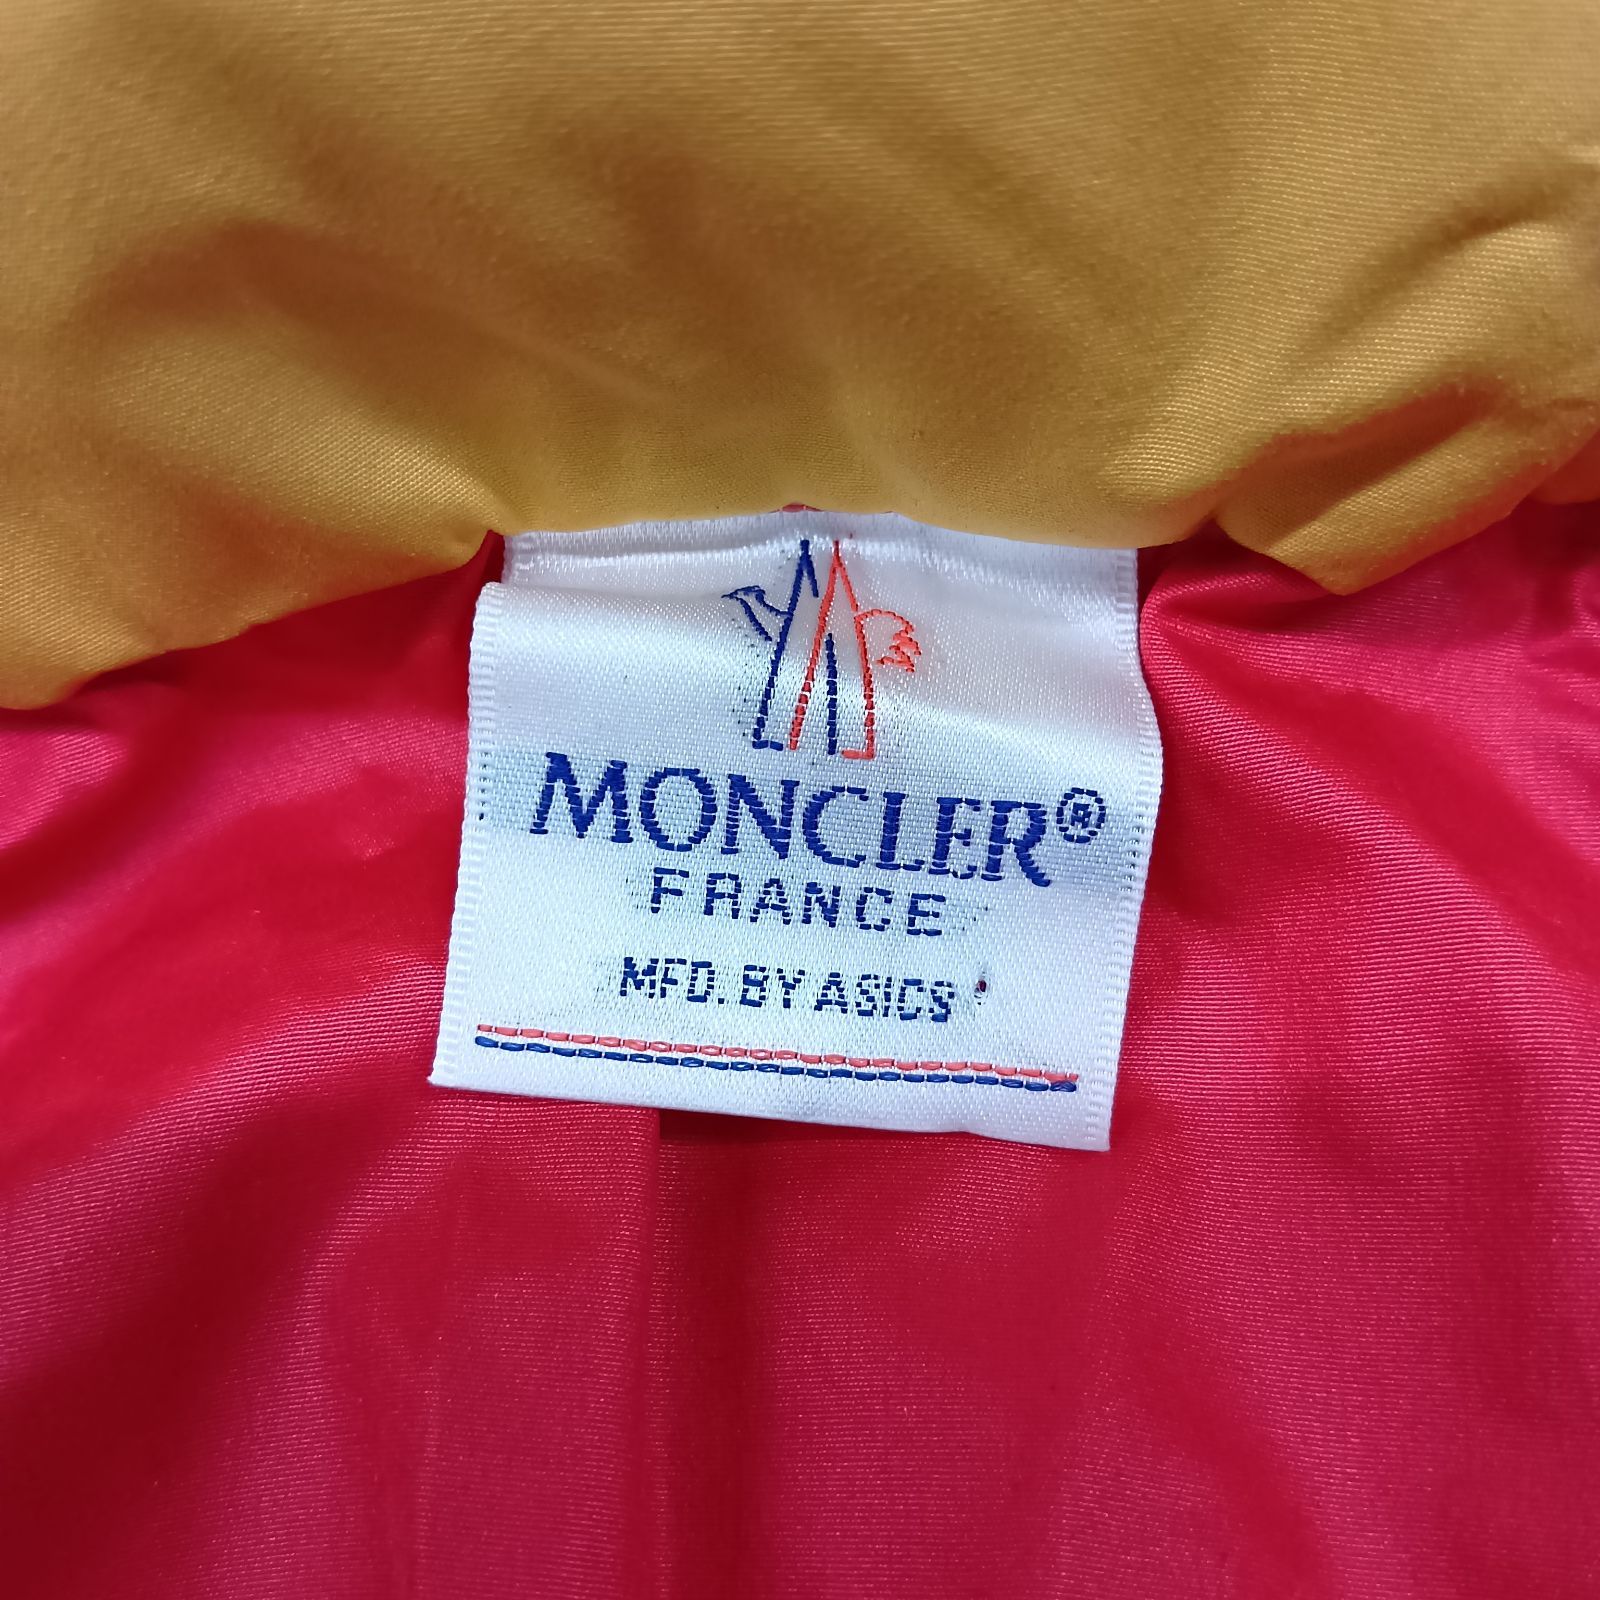 MONCLER®
FRANCE
MFD. BY ASICS